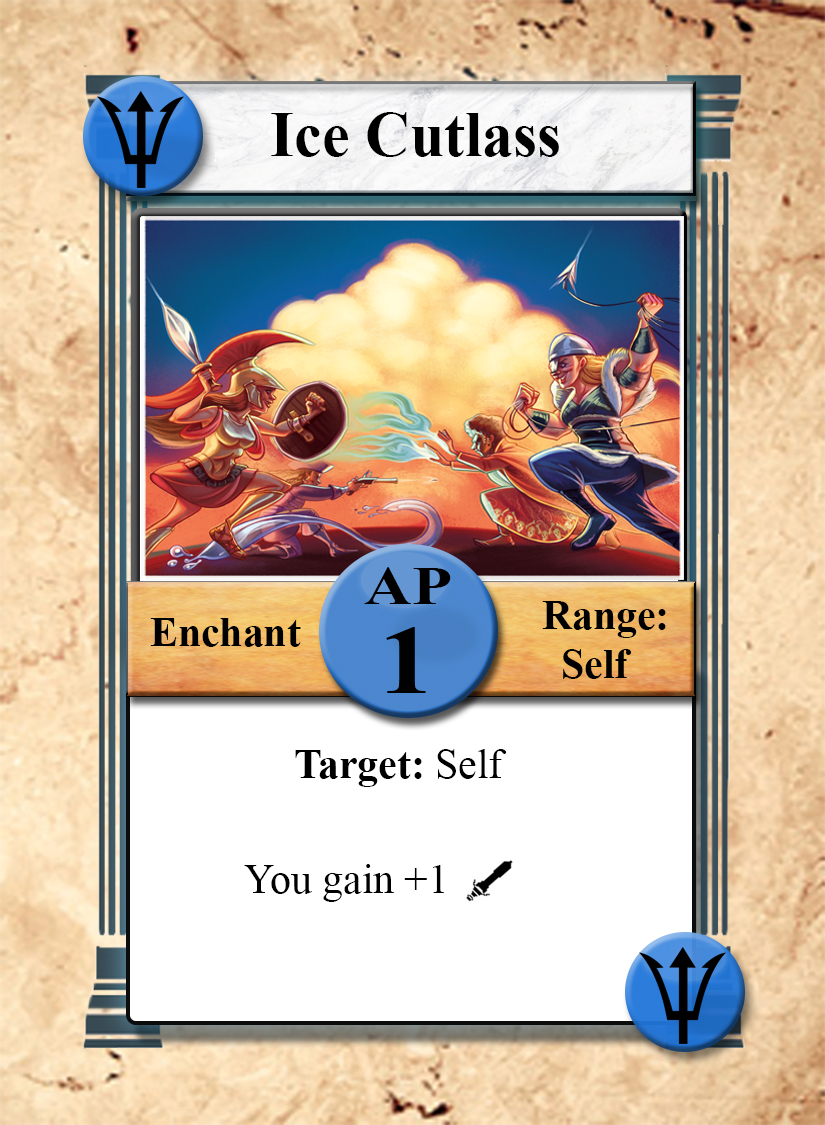 Ice Cutlass
Enchant
AP
1
Range:
Self
Target: Self
You gain +1